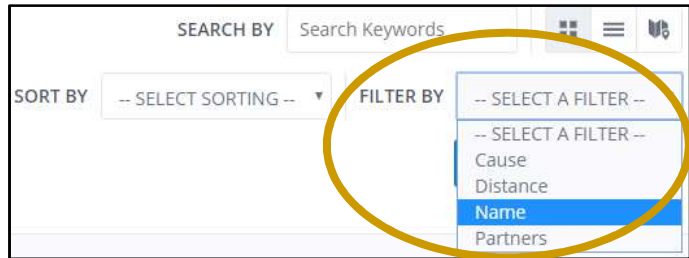 SEARCH BY Search Keywords
SORT BY -- SELECT SORTING -- FILTER BY -- SELECT A FILTER --
-- SELECT A FILTER --
Cause
Distance
Name
Partners